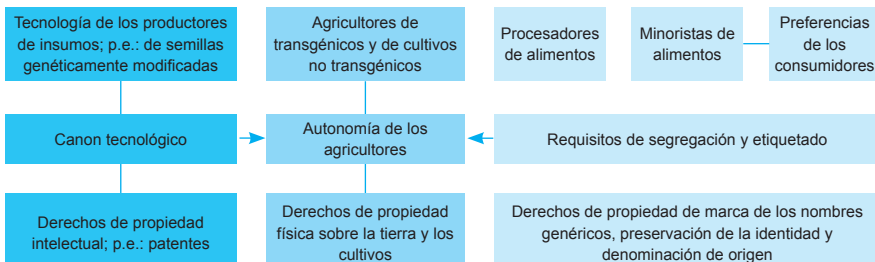 Tecnología de los productores
de insumos; p.e.: de semillas
genéticamente modificadas
Agricultores de
transgénicos y de cultivos
no transgénicos
Procesadores
de alimentos
Minoristas de
alimentos
Preferencias
de los
consumidores
Canon tecnológico
Autonomía de los
agricultores
Requisitos de segregación y etiquetado
Derechos de propiedad
intelectual; p.e.: patentes
Derechos de propiedad
física sobre la tierra y los
cultivos
Derechos de propiedad de marca de los nombres
genéricos, preservación de la identidad y
denominación de origen